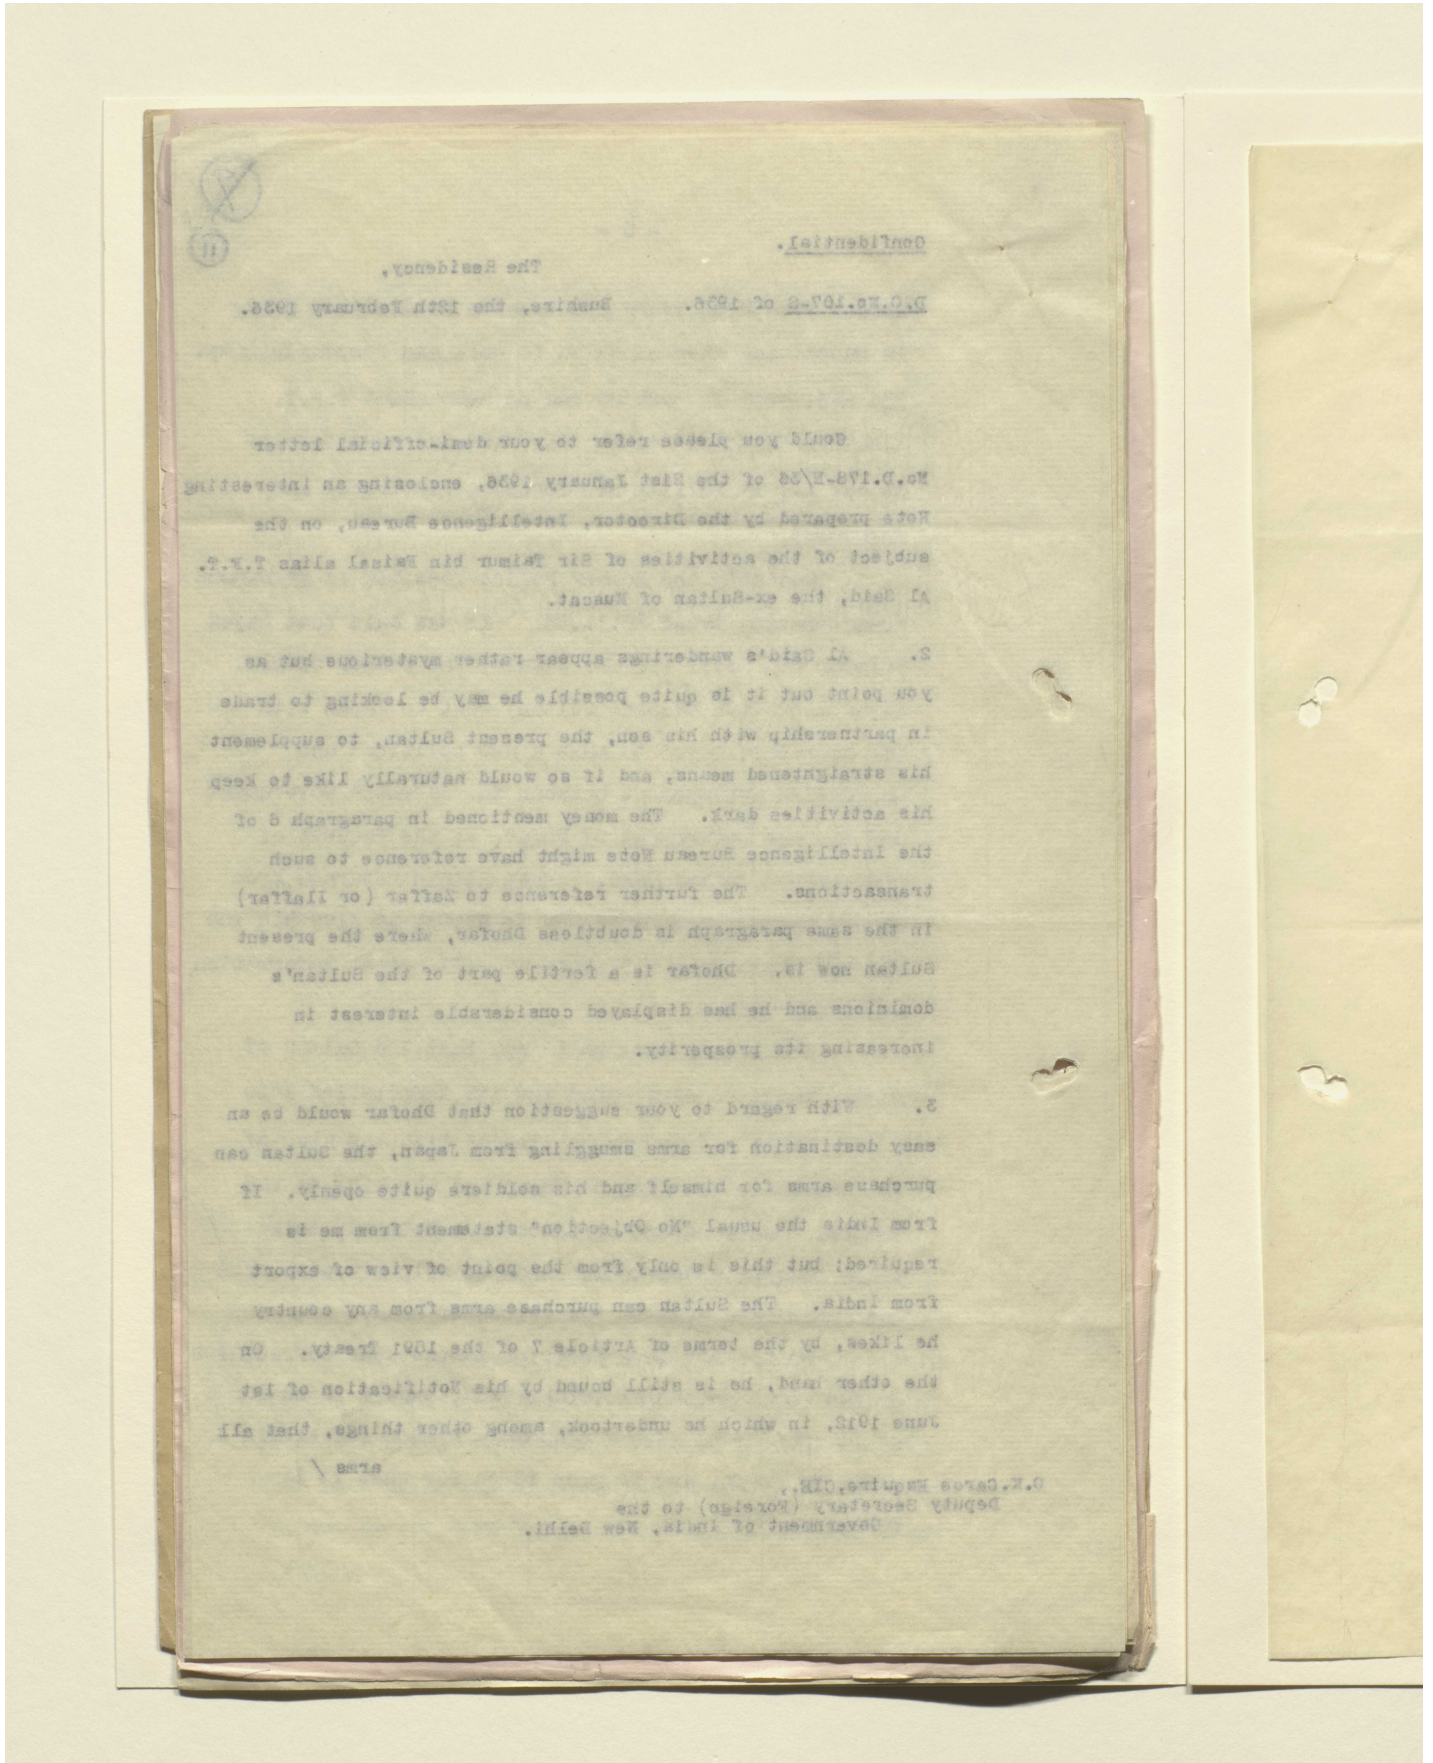 11
Confidential.
The Residency,
D.O.No.107-S of 1936. Bushire, the 12th February 1936.
Could you please refer to your demi-official letter
No.D.178-N/36 of the 21st January 1936, enclosing an interesting
Note prepared by the Director, Intelligence Bureau, on the
subject of the activities of Sir Taimur bin Faisal alias T.F.T.
Al Said, the ex-Sultan of Muscat.
2. Al Said's wanderings appear rather mysterious but as
you point out it is quite possible he may be looking to trade
in partnership with his son, the present Sultan, to supplement
his straightened means, and if so would naturally like to keep
his activities dark. The money mentioned in paragraph 6 of
the Intelligence Bureau Note might have reference to such
transactions. The further reference to Zaffar (or Ilaffar)
in the same paragraph is doubtless Dhofar, where the present
Sultan now is. Dhofar is a fertile part of the Sultan's
dominions and he has displayed considerable interest in
increasing its prosperity.
3. With regard to your suggestion that Dhofar would be an
easy destination for arms smuggling from Japan, the Sultan can
purchase arms for himself and his soldiers quite openly. If
from India the usual "No Objection" statement from me is
required; but this is only from the point of view of export
from India. The Sultan can purchase arms from any country
he likes, by the terms of Article 7 of the 1891 Treaty. On
the other hand, he is still bound by his Notification of 1st
June 1912, in which he undertook, among other things, that all
arms /
O.K.Caroe Esquire,CIE.,
Deputy Secretary (Foreign) to the
Government of India, New Delhi.